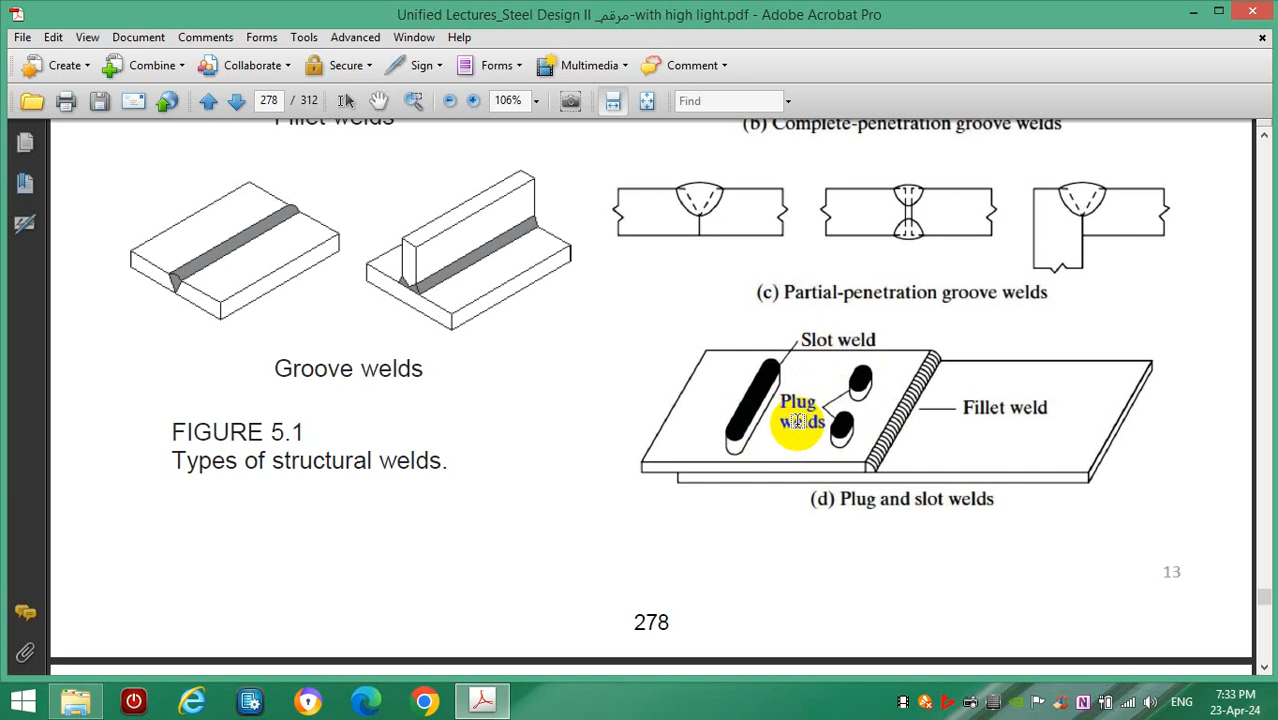 Unified Lectures_Steel Design II _مرقم-with high light.pdf - Adobe Acrobat Pro
File Edit View Document Comments Forms Tools Advanced Window Help
Create Combine Collaborate Secure Sign Forms Multimedia Comment
278 / 312 106% Find
Fillet welds
(b) Complete-penetration groove welds
(c) Partial-penetration groove welds
Slot weld
Groove welds
Plug
welds
Fillet weld
FIGURE 5.1
Types of structural welds.
(d) Plug and slot welds
13
278
ENG
7:33 PM
23-Apr-24